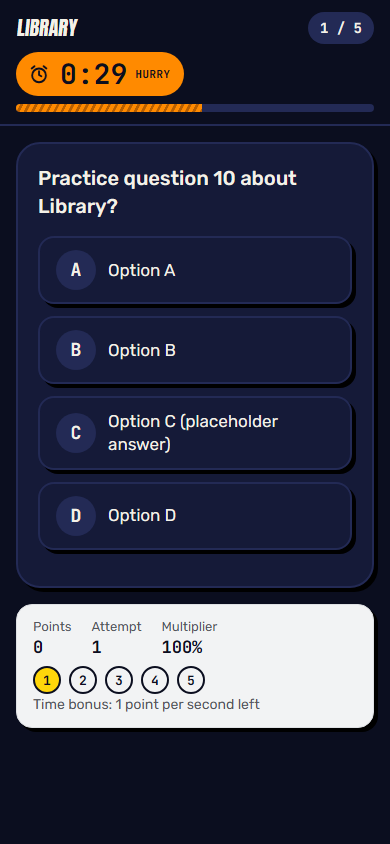 LIBRARY
1 / 5
0:29 HURRY
Practice question 10 about
Library?
A Option A
B Option B
C Option C (placeholder
answer)
D Option D
Points Attempt Multiplier
0 1 100%
1 2 3 4 5
Time bonus: 1 point per second left